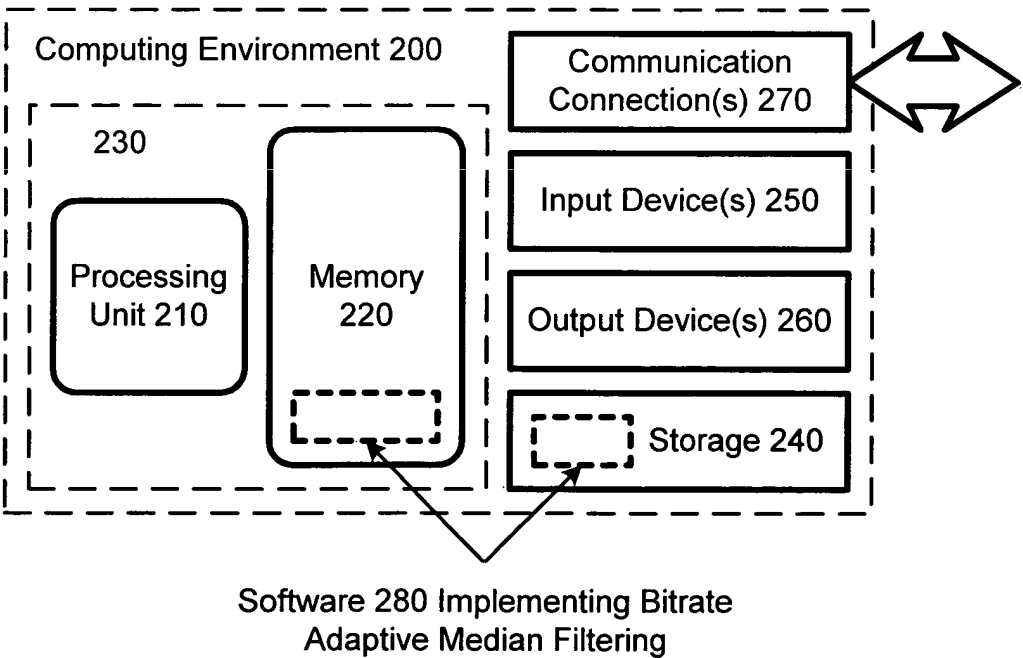 Computing Environment 200
Communication
Connection(s) 270
230
Input Device(s) 250
Processing
Unit 210
Memory
220
Output Device(s) 260
Storage 240
Software 280 Implementing Bitrate
Adaptive Median Filtering